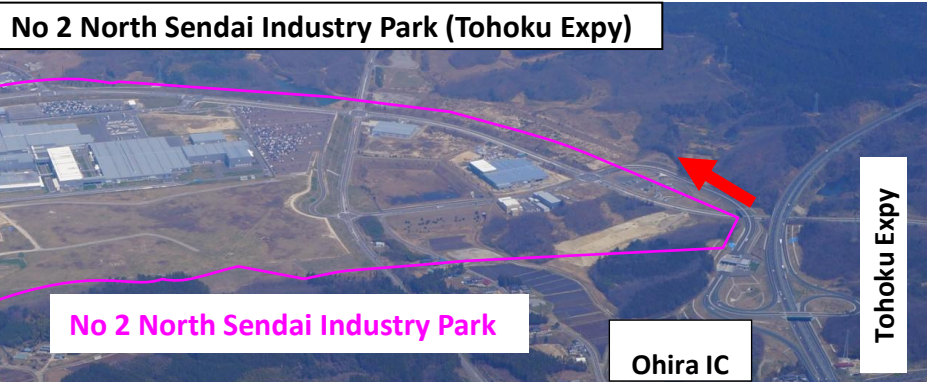 No 2 North Sendai Industry Park (Tohoku Expy)
Tohoku Expy
No 2 North Sendai Industry Park
Ohira IC